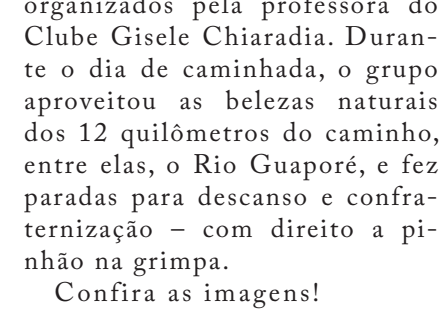 organizados pela professora do
Clube Gisele Chiaradia. Duran-
te o dia de caminhada, o grupo
aproveitou as belezas naturais
dos 12 quilômetros do caminho,
entre elas, o Rio Guaporé, e fez
paradas para descanso e confra-
ternização – com direito a pi-
nhão na grimpa.
Confira as imagens!